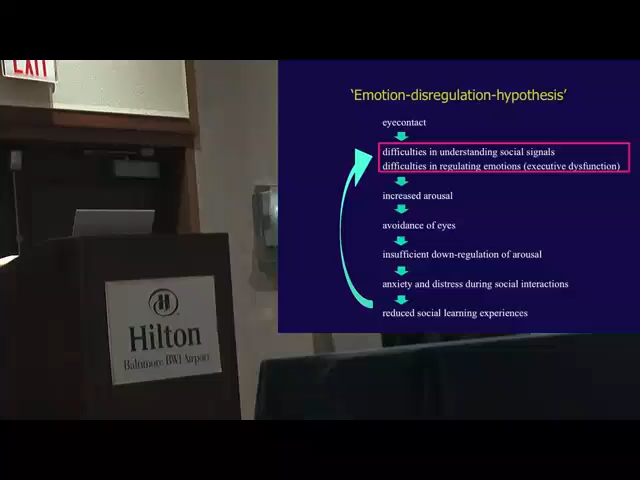 EXIT
'Emotion-disregulation-hypothesis'
eyecontact
difficulties in understanding social signals
difficulties in regulating emotions (executive dysfunction)
increased arousal
avoidance of eyes
insufficient down-regulation of arousal
anxiety and distress during social interactions
reduced social learning experiences
H
Hilton
Baltimore BWI Airport